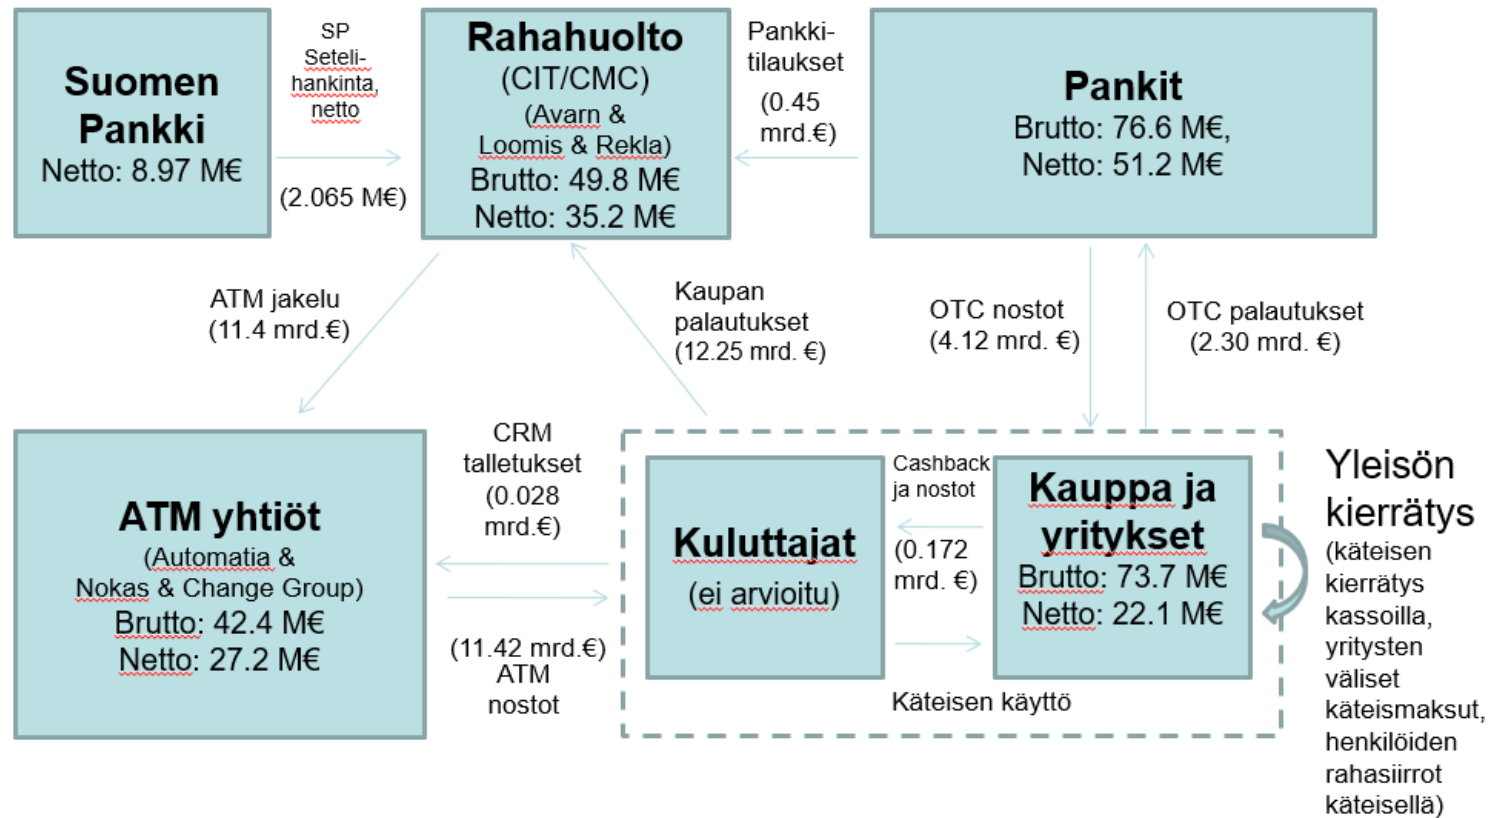 Suomen
Pankki
Netto: 8.97 M€
SP
Seteli-
hankinta,
netto
(2.065 M€)
Rahahuolto
(CIT/CMC)
(Avarn &
Loomis & Rekla)
Brutto: 49.8 M€
Netto: 35.2 M€
Pankki-
tilaukset
(0.45
mrd.€)
Pankit
Brutto: 76.6 M€,
Netto: 51.2 M€
ATM jakelu
(11.4 mrd.€)
Kaupan
palautukset
(12.25 mrd. €)
OTC nostot
(4.12 mrd. €)
OTC palautukset
(2.30 mrd. €)
ATM yhtiöt
(Automatia &
Nokas & Change Group)
Brutto: 42.4 M€
Netto: 27.2 M€
CRM
talletukset
(0.028
mrd.€)
(11.42 mrd.€)
ATM
nostot
Kuluttajat
(ei arvioitu)
Cashback
ja nostot
(0.172
mrd. €)
Kauppa ja
yritykset
Brutto: 73.7 M€
Netto: 22.1 M€
Käteisen käyttö
Yleisön
kierrätys
(käteisen
kierrätys
kassoilla,
yritysten
väliset
käteismaksut,
henkilöiden
rahasiirrot
käteisellä)